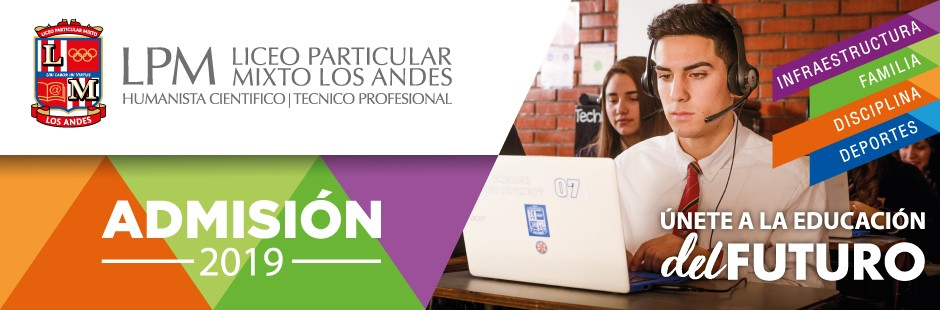 LICEO PARTICULAR MIXTO
L
M
LOS ANDES
LPM
LICEO PARTICULAR
MIXTO LOS ANDES
HUMANISTA CIENTIFICO | TECNICO PROFESIONAL
ADMISIÓN
2019
Tech
07
INFRAESTRUCTURA
FAMILIA
DISCIPLINA
DEPORTES
ÚNETE A LA EDUCACIÓN
del FUTURO